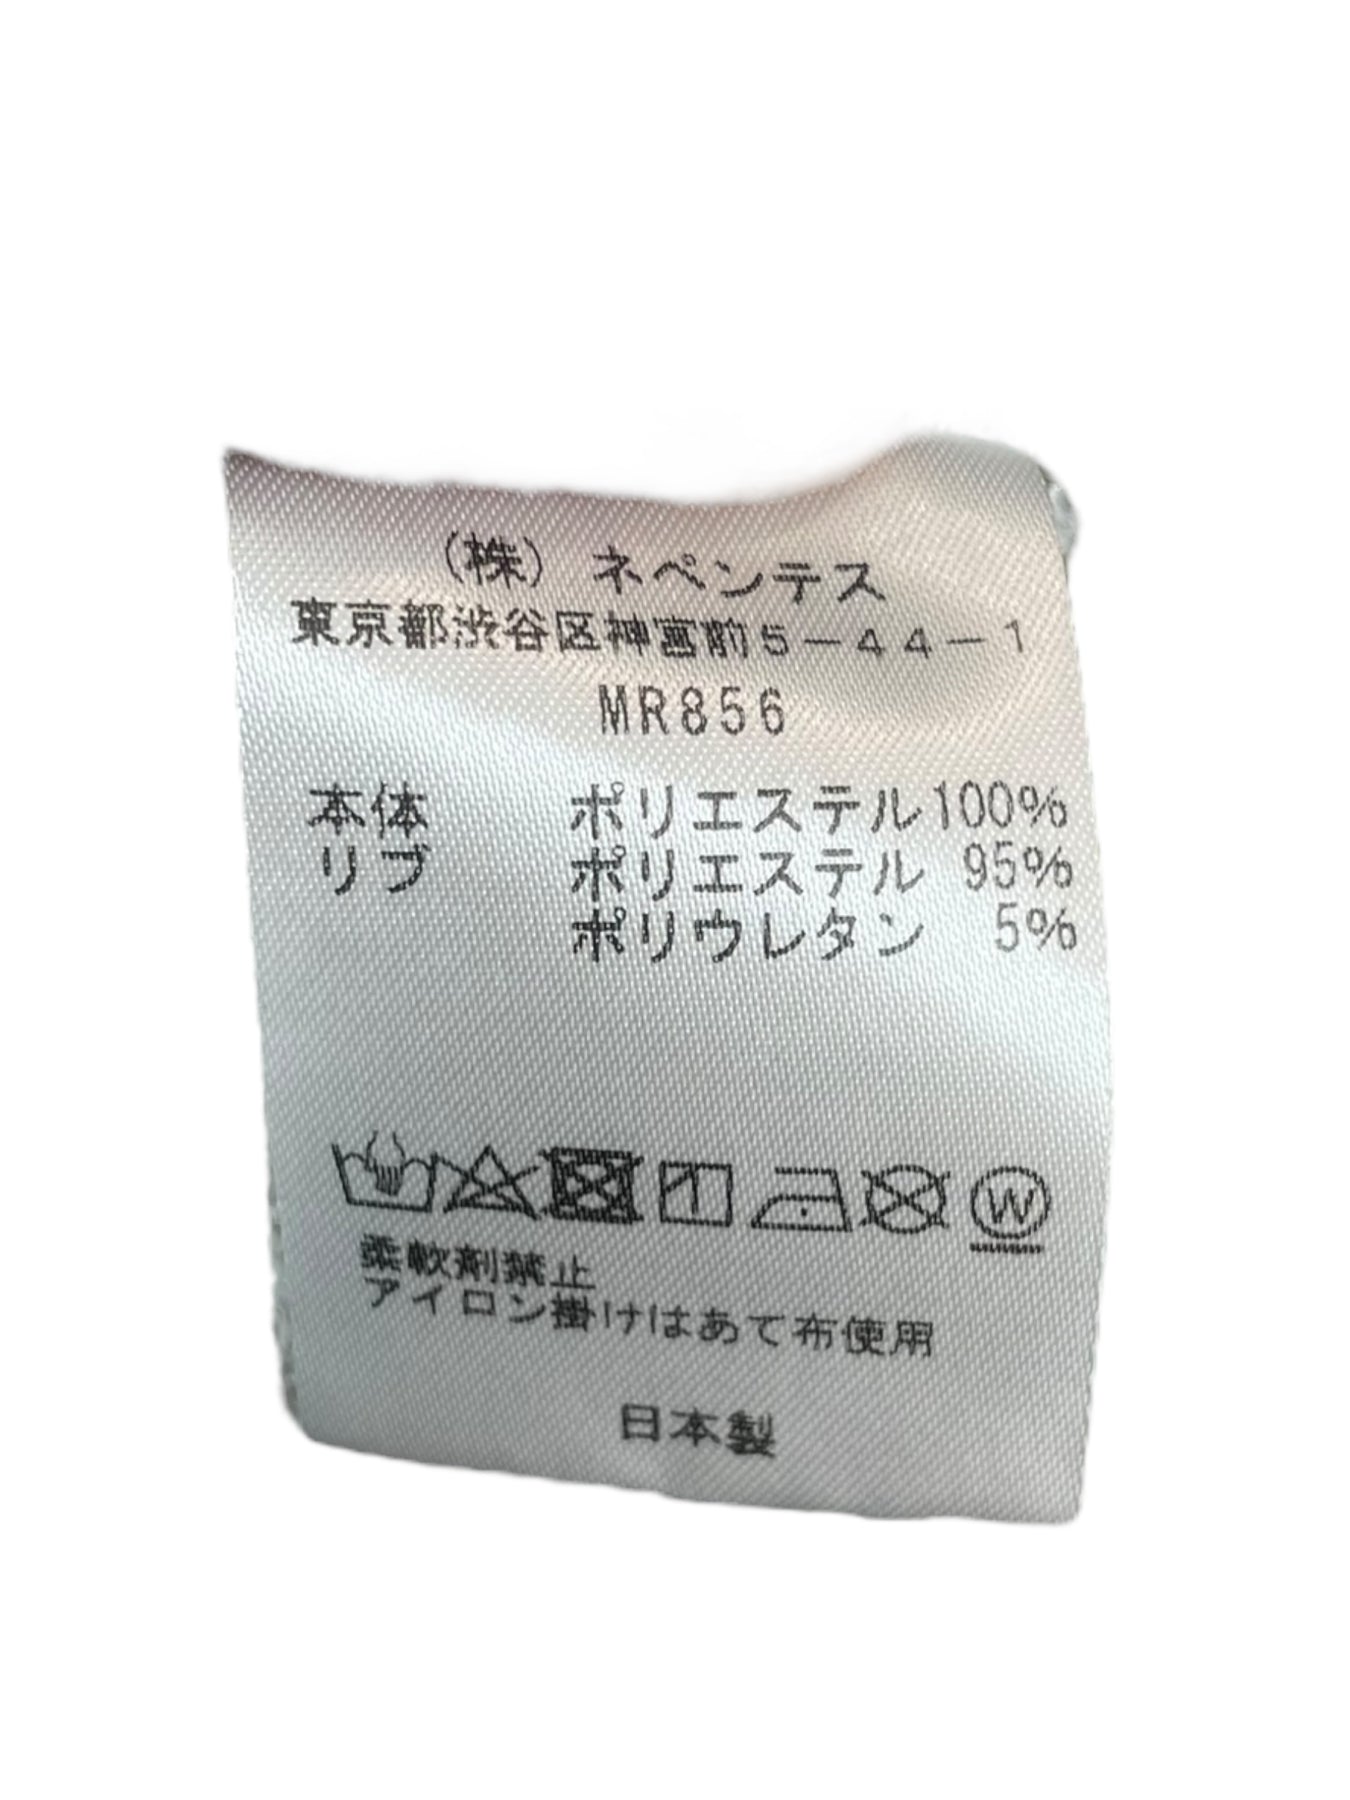 (株) ネペンテス
東京都渋谷区神宮前5-44-1
MR856
本体 ポリエステル100%
リブ ポリエステル 95%
ポリウレタン 5%
W
柔軟剤禁止
アイロン掛けはあて布使用
日本製